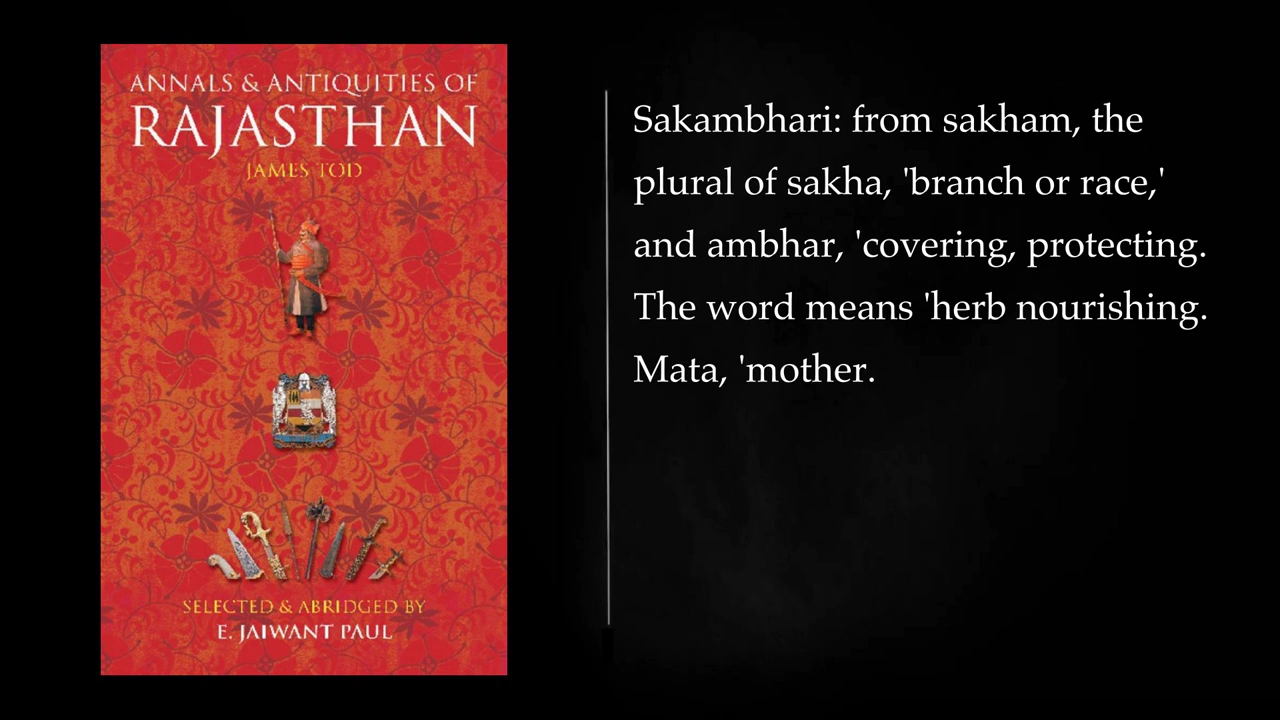 ANNALS & ANTIQUITIES OF
RAJASTHAN
JAMES TOD
SELECTED & ABRIDGED BY
E. JAIWANT PAUL
Sakambhari: from sakham, the
plural of sakha, 'branch or race,'
and ambhar, 'covering, protecting.
The word means 'herb nourishing.
Mata, 'mother.